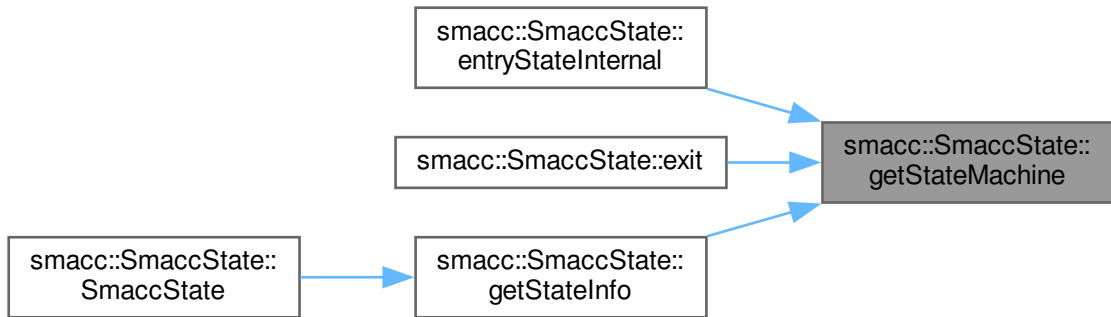 smacc::SmaccState::
entryStateInternal
smacc::SmaccState::exit
smacc::SmaccState::
getStateMachine
smacc::SmaccState::
SmaccState
smacc::SmaccState::
getStateInfo